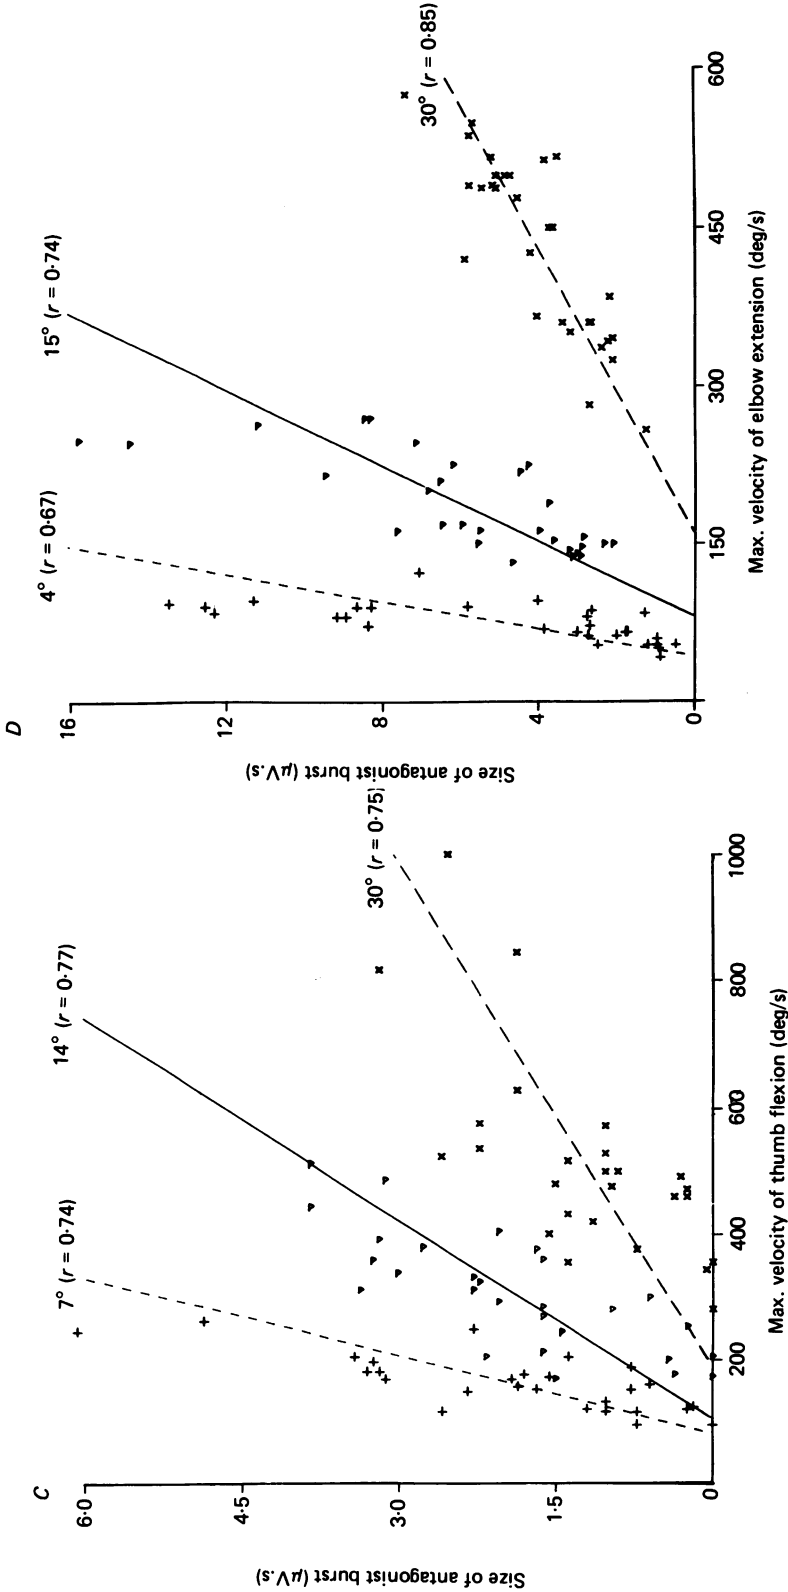 C
6·0
4·5
3·0
1·5
0
Size of antagonist burst (μV.s)
7° (r = 0·74)
14° (r = 0·77)
30° (r = 0·75)
200
400
600
800
1000
Max. velocity of thumb flexion (deg/s)
D
16
12
8
4
0
Size of antagonist burst (μV.s)
4° (r = 0·67)
15° (r = 0·74)
30° (r = 0·85)
150
300
450
600
Max. velocity of elbow extension (deg/s)